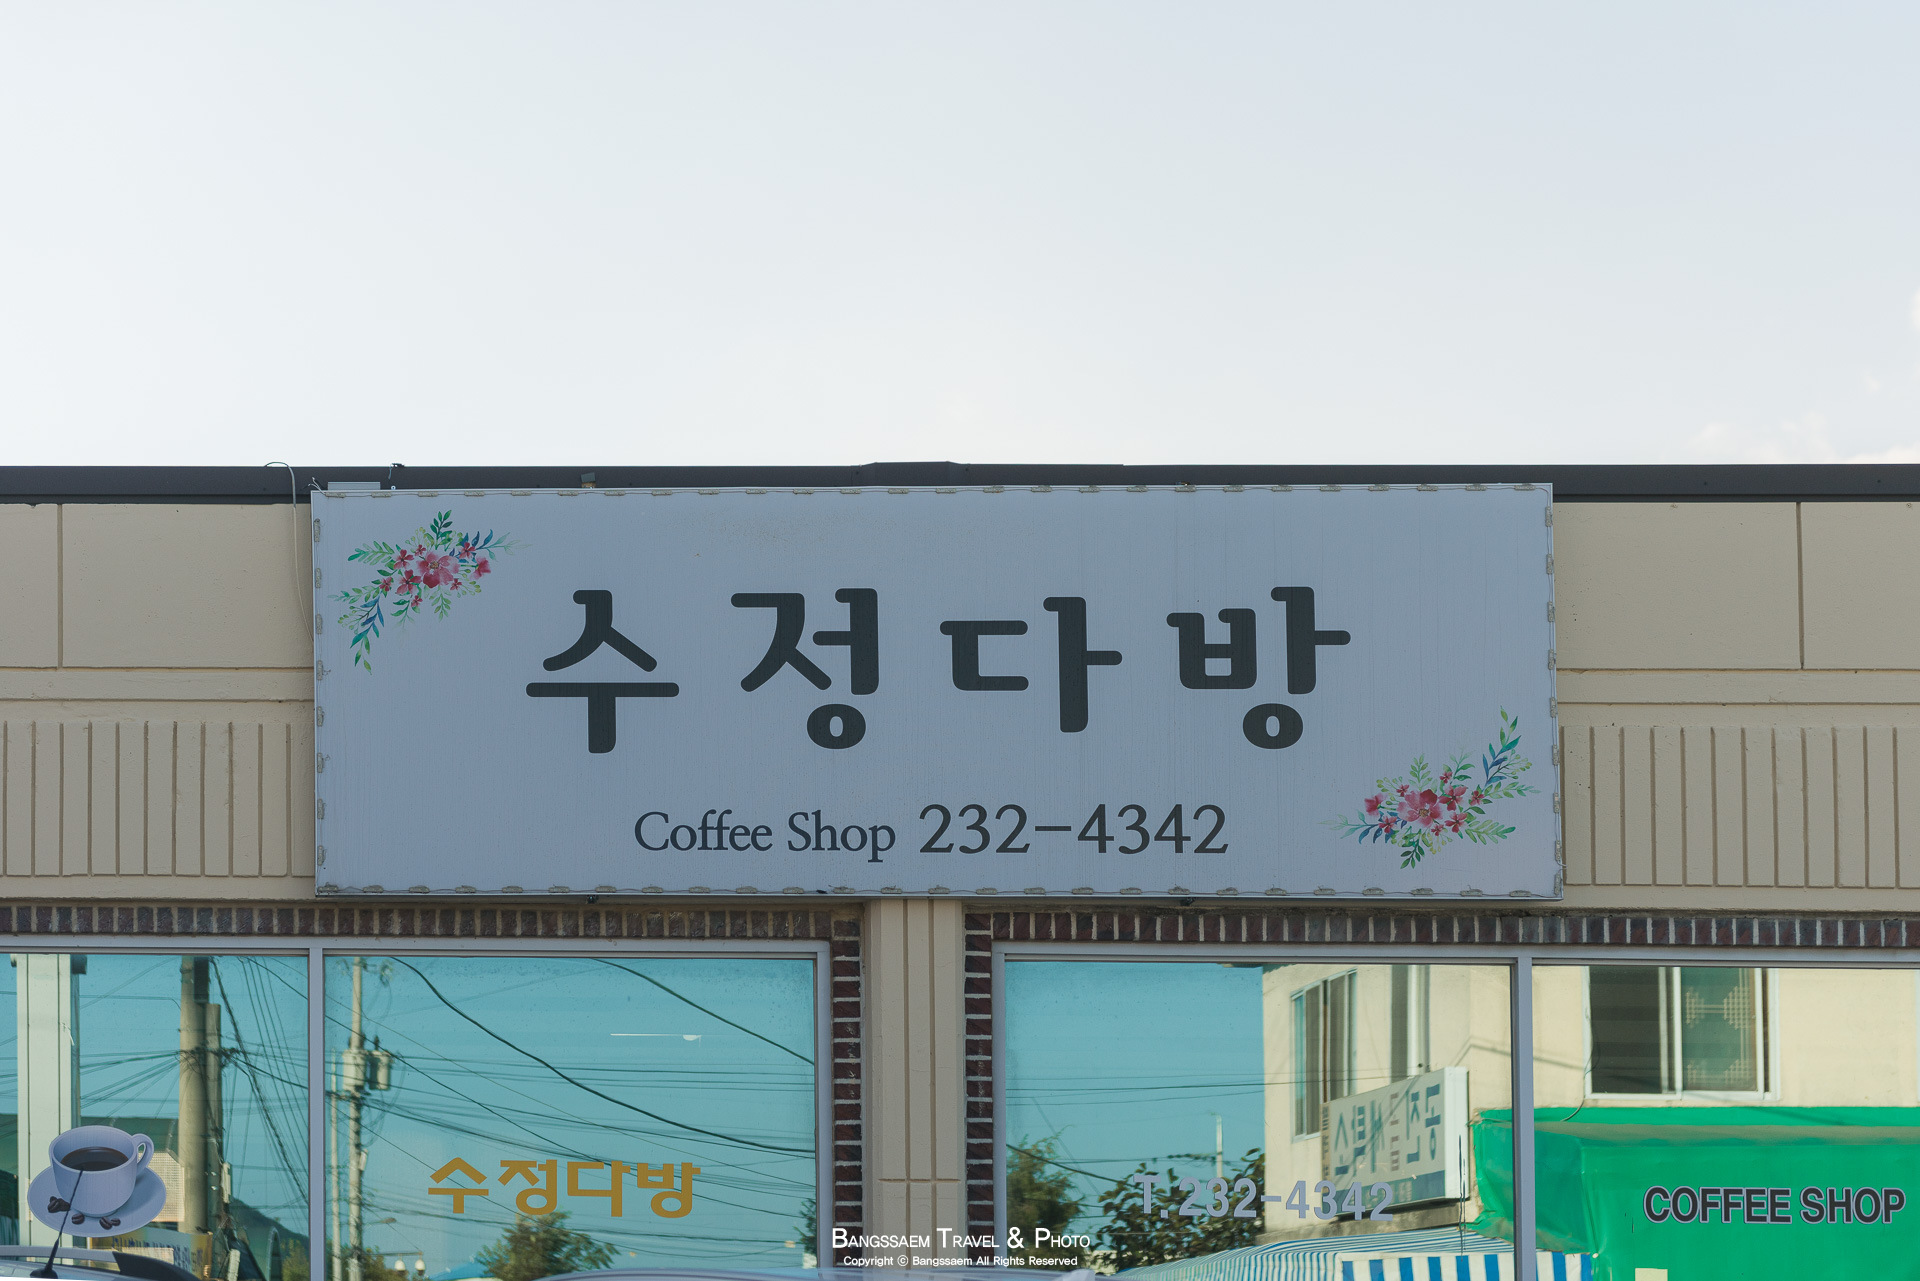 수정다방
Coffee Shop 232-4342
수정다방
T.232-4342
COFFEE SHOP
BANGSSAEM TRAVEL & PHOTO
Copyright © Bangssaem All Rights Reserved